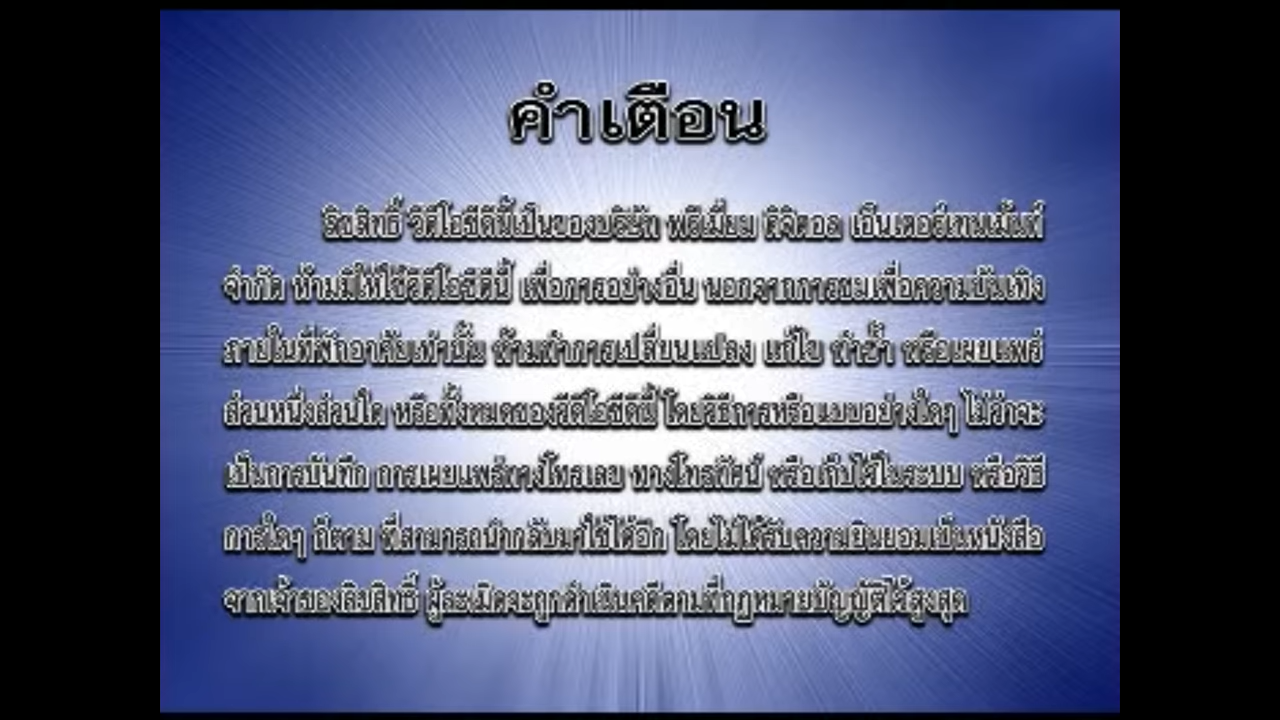 คำเตือน
ลิขสิทธิ์ วีดีโอซีดีนี้เป็นของบริษัท พรีเมี่ยม ดิจิตอล เอ็นเตอร์เทนเม้นท์
จำกัด ห้ามมิให้ใช้วีดีโอซีดีนี้ เพื่อการอย่างอื่น นอกจากการชมเพื่อความบันเทิง
ภายในที่พักอาศัยเท่านั้น ห้ามทำการเปลี่ยนแปลง แก้ไข ทำซ้ำ หรือเผยแพร่
ส่วนหนึ่งส่วนใด หรือทั้งหมดของวีดีโอซีดีนี้ โดยวิธีการหรือแบบอย่างใดๆ ไม่ว่าจะ
เป็นการบันทึก การเผยแพร่ทางโทรเลข ทางโทรทัศน์ หรือเก็บไว้ในระบบ หรือวิธี
การใดๆ ก็ตาม ที่สามารถนำกลับมาใช้ได้อีก โดยไม่ได้รับความยินยอมเป็นหนังสือ
จากเจ้าของลิขสิทธิ์ ผู้ละเมิดจะถูกดำเนินคดีตามที่กฎหมายบัญญัติไว้สูงสุด